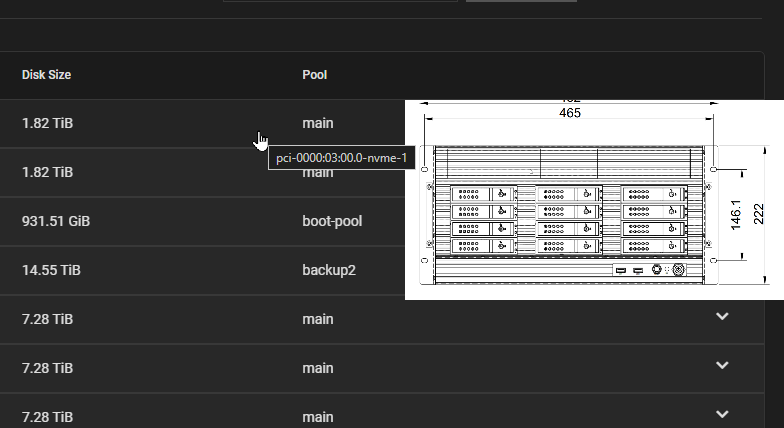 Disk Size Pool
1.82 TiB main
465
pci-0000:03:00.0-nvme-1
1.82 TiB main
146.1
222
931.51 GiB boot-pool
14.55 TiB backup2
7.28 TiB main
7.28 TiB main
7.28 TiB main